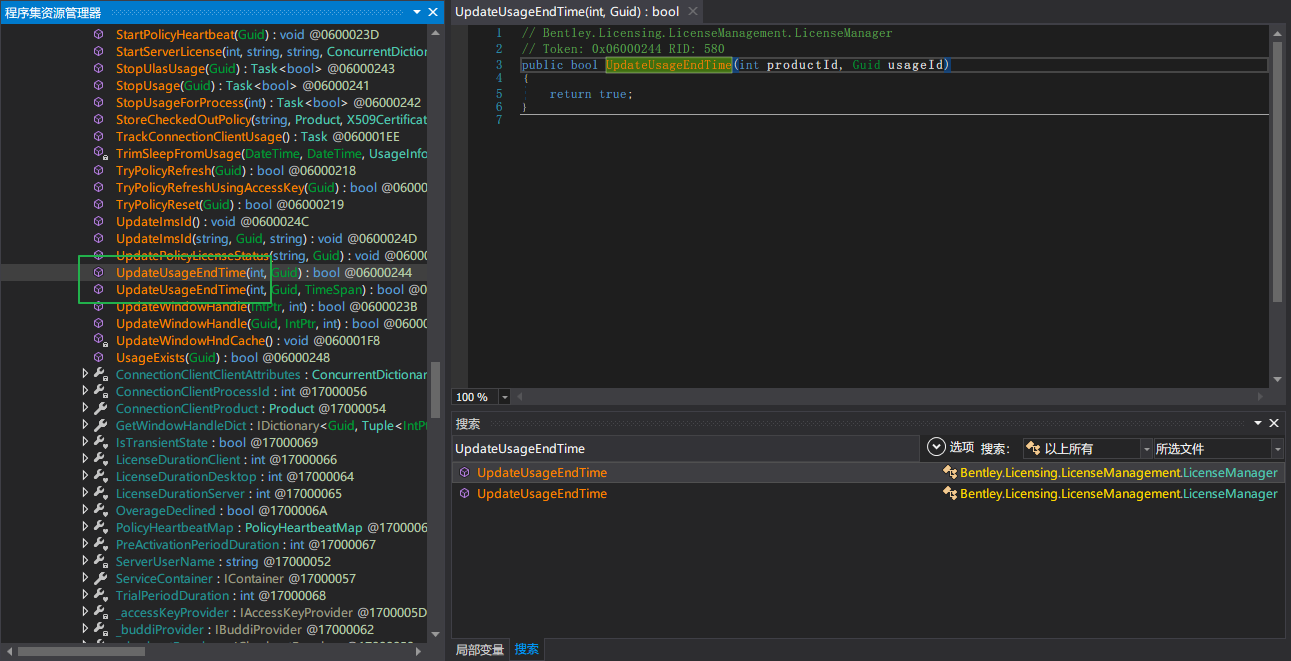 程序集资源管理器
StartPolicyHeartbeat(Guid) : void @0600023D
StartServerLicense(int, string, string, ConcurrentDiction
StopUlasUsage(Guid) : Task<bool> @06000243
StopUsage(Guid) : Task<bool> @06000241
StopUsageForProcess(int) : Task<bool> @06000242
StoreCheckedOutPolicy(string, Product, X509Certificat
TrackConnectionClientUsage() : Task @060001EE
TrimSleepFromUsage(DateTime, DateTime, UsageInfo
TryPolicyRefresh(Guid) : bool @06000218
TryPolicyRefreshUsingAccessKey(Guid) : bool @06000
TryPolicyReset(Guid) : bool @06000219
UpdateImsId() : void @0600024C
UpdateImsId(string, Guid, string) : void @0600024D
UpdatePolicyLicenseStatus(string, Guid) : void @06000
UpdateUsageEndTime(int, Guid) : bool @06000244
UpdateUsageEndTime(int, Guid, TimeSpan) : bool @0
UpdateWindowHandle(IntPtr, int) : bool @0600023B
UpdateWindowHandle(Guid, IntPtr, int) : bool @0600
UpdateWindowHndCache() : void @060001F8
UsageExists(Guid) : bool @06000248
ConnectionClientClientAttributes : ConcurrentDictionar
ConnectionClientProcessId : int @17000056
ConnectionClientProduct : Product @17000054
GetWindowHandleDict : IDictionary<Guid, Tuple<IntPt
IsTransientState : bool @17000069
LicenseDurationClient : int @17000066
LicenseDurationDesktop : int @17000064
LicenseDurationServer : int @17000065
OverageDeclined : bool @1700006A
PolicyHeartbeatMap : PolicyHeartbeatMap @1700006
PreActivationPeriodDuration : int @17000067
ServerUserName : string @17000052
ServiceContainer : IContainer @17000057
TrialPeriodDuration : int @17000068
_accessKeyProvider : IAccessKeyProvider @1700005D
_buddiProvider : IBuddiProvider @17000062
UpdateUsageEndTime(int, Guid) : bool
1 // Bentley.Licensing.LicenseManagement.LicenseManager
2 // Token: 0x06000244 RID: 580
3 public bool UpdateUsageEndTime(int productId, Guid usageId)
4 {
5 return true;
6 }
7
100 %
搜索
UpdateUsageEndTime 选项 搜索: 以上所有 所选文件
UpdateUsageEndTime Bentley.Licensing.LicenseManagement.LicenseManager
UpdateUsageEndTime Bentley.Licensing.LicenseManagement.LicenseManager
局部变量 搜索